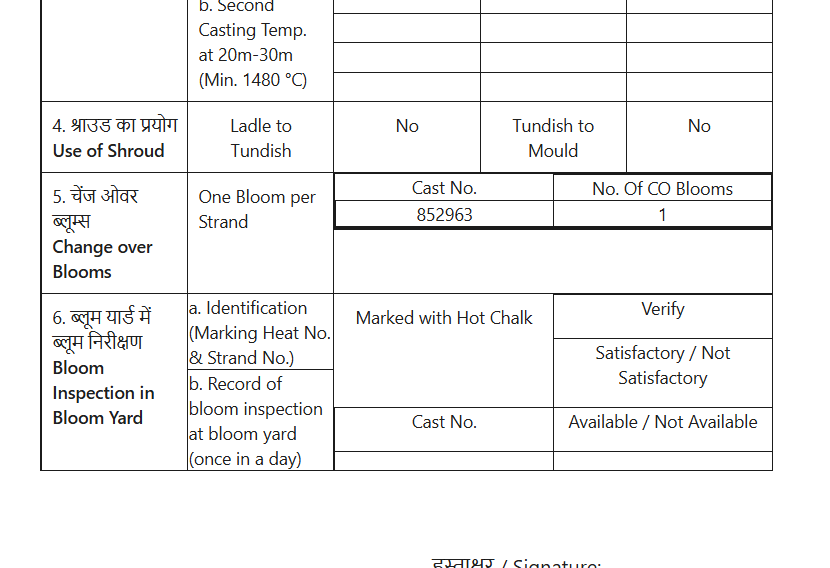 b. Second
Casting Temp.
at 20m-30m
(Min. 1480 °C)
4. श्राउड का प्रयोग
Use of Shroud
Ladle to
Tundish
No
Tundish to
Mould
No
5. चेंज ओवर
ब्लूम्स
Change over
Blooms
One Bloom per
Strand
Cast No.
No. Of CO Blooms
852963
1
6. ब्लूम यार्ड में
ब्लूम निरीक्षण
Bloom
Inspection in
Bloom Yard
a. Identification
(Marking Heat No.
& Strand No.)
Marked with Hot Chalk
Verify
Satisfactory / Not
Satisfactory
b. Record of
bloom inspection
at bloom yard
(once in a day)
Cast No.
Available / Not Available
हस्ताक्षर / Signature: